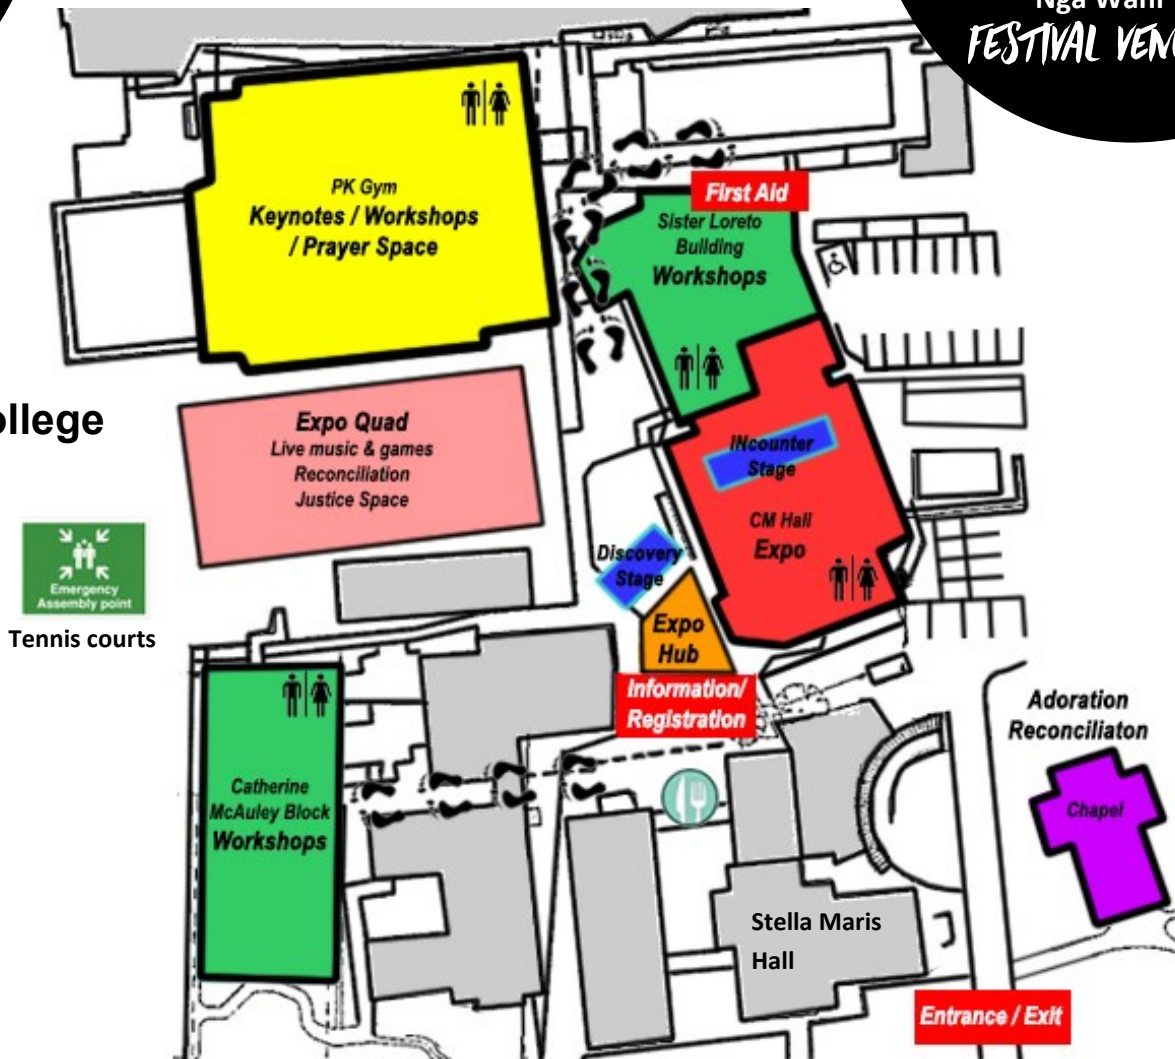 Nga Wahi
FESTIVAL
PK Gym
Keynotes / Workshops
/ Prayer Space
First Aid
Sister Loreto
Building
Workshops
Expo Quad
Live music & games
Reconciliation
Justice Space
INcounter
Stage
CM Hall
Expo
Emergency
Assembly point
Tennis courts
Discovery
Stage
Expo
Hub
Information/
Registration
Adoration
Reconciliaton
Chapel
Catherine
McAuley Block
Workshops
Stella Maris
Hall
Entrance / Exit